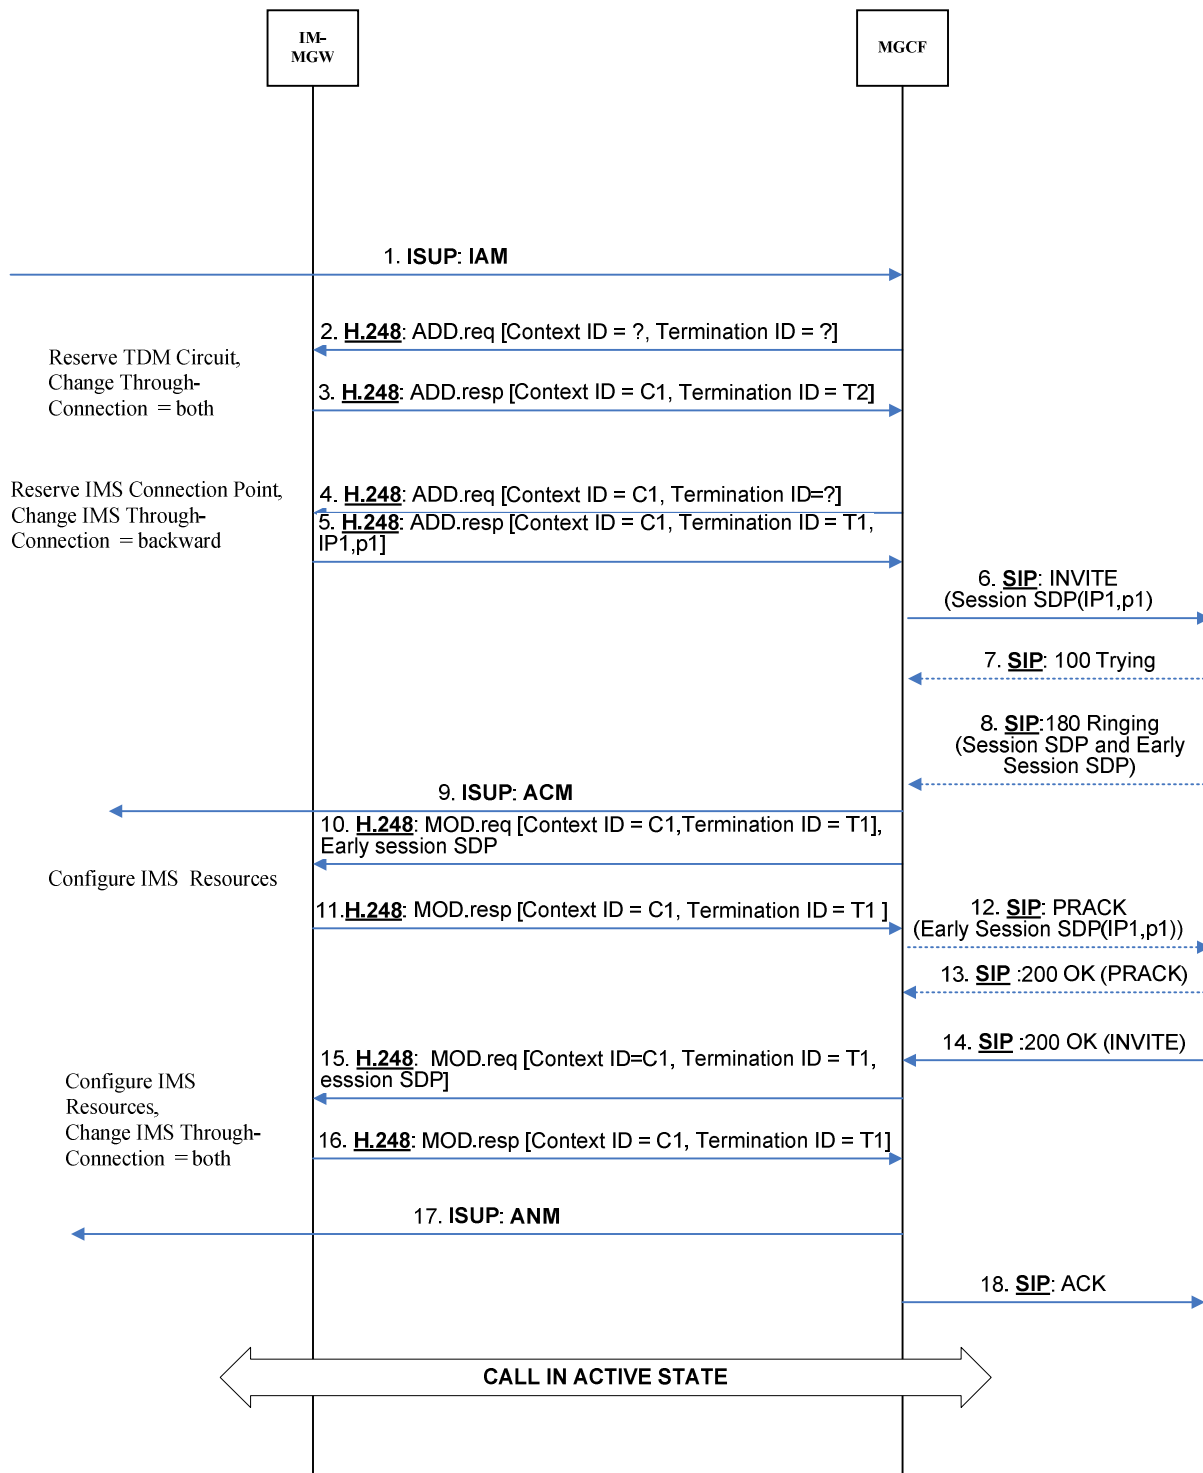 IM-
MGW
MGCF
1. ISUP: IAM
2. H.248: ADD.req [Context ID = ?, Termination ID = ?]
Reserve TDM Circuit,
Change Through-
Connection = both
3. H.248: ADD.resp [Context ID = C1, Termination ID = T2]
Reserve IMS Connection Point,
Change IMS Through-
Connection = backward
4. H.248: ADD.req [Context ID = C1, Termination ID=?]
5. H.248: ADD.resp [Context ID = C1, Termination ID = T1,
IP1,p1]
6. SIP: INVITE
(Session SDP(IP1,p1)
7. SIP: 100 Trying
8. SIP:180 Ringing
(Session SDP and Early
Session SDP)
9. ISUP: ACM
10. H.248: MOD.req [Context ID = C1,Termination ID = T1],
Early session SDP
Configure IMS Resources
11.H.248: MOD.resp [Context ID = C1, Termination ID = T1 ]
12. SIP: PRACK
(Early Session SDP(IP1,p1))
13. SIP :200 OK (PRACK)
14. SIP :200 OK (INVITE)
15. H.248: MOD.req [Context ID=C1, Termination ID = T1,
esssion SDP]
Configure IMS
Resources,
Change IMS Through-
Connection = both
16. H.248: MOD.resp [Context ID = C1, Termination ID = T1]
17. ISUP: ANM
18. SIP: ACK
CALL IN ACTIVE STATE